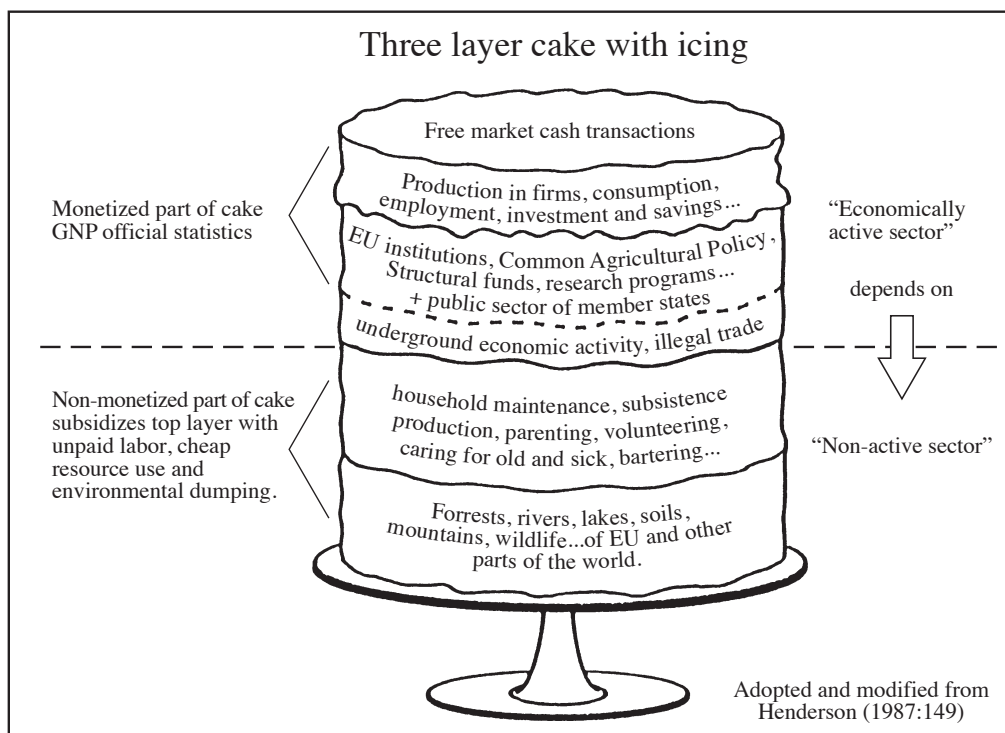 Three layer cake with icing
Free market cash transactions
Production in firms, consumption,
employment, investment and savings...
Monetized part of cake
GNP official statistics
EU institutions, Common Agricultural Policy,
Structural funds, research programs...
+ public sector of member states
underground economic activity, illegal trade
“Economically
active sector”
depends on
Non-monetized part of cake
subsidizes top layer with
unpaid labor, cheap
resource use and
environmental dumping.
household maintenance, subsistence
production, parenting, volunteering,
caring for old and sick, bartering...
“Non-active sector”
Forrests, rivers, lakes, soils,
mountains, wildlife...of EU and other
parts of the world.
Adopted and modified from
Henderson (1987:149)